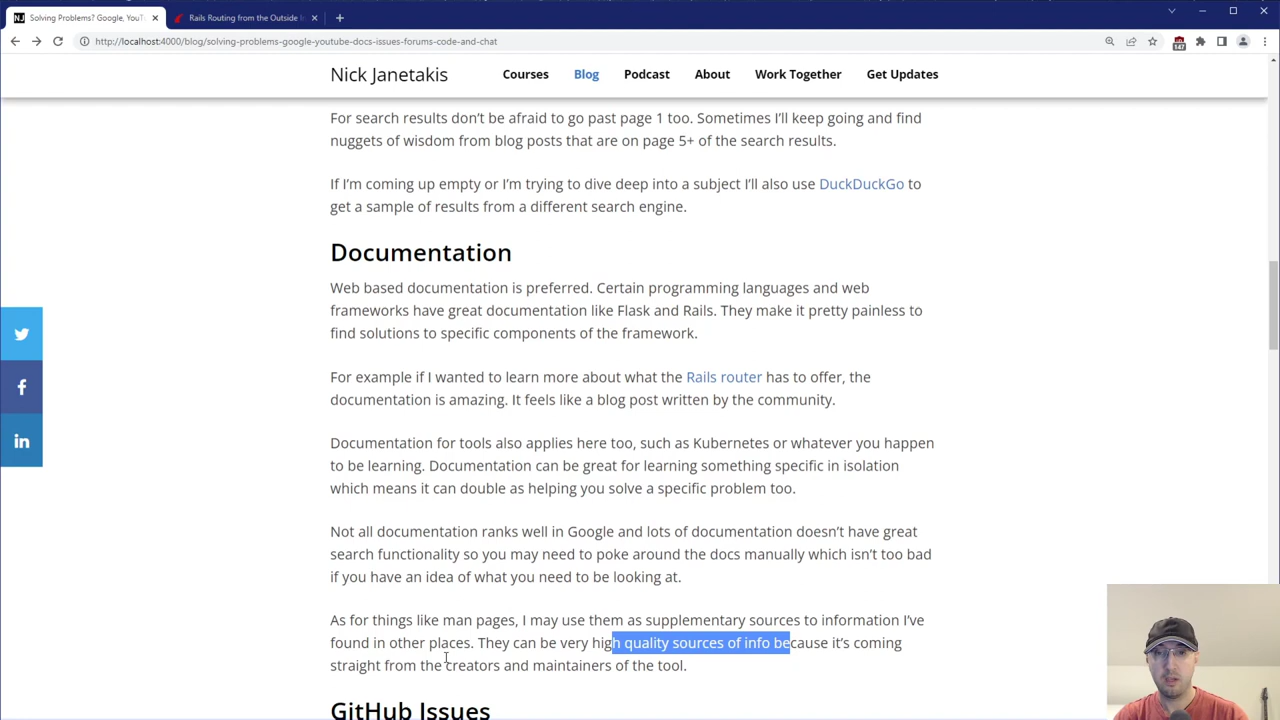 Solving Problems? Google, YouT
Rails Routing from the Outside I
http://localhost:4000/blog/solving-problems-google-youtube-docs-issues-forums-code-and-chat
147
Nick Janetakis
Courses
Blog
Podcast
About
Work Together
Get Updates
For search results don’t be afraid to go past page 1 too. Sometimes I’ll keep going and find
nuggets of wisdom from blog posts that are on page 5+ of the search results.
If I’m coming up empty or I’m trying to dive deep into a subject I’ll also use DuckDuckGo to
get a sample of results from a different search engine.
Documentation
Web based documentation is preferred. Certain programming languages and web
frameworks have great documentation like Flask and Rails. They make it pretty painless to
find solutions to specific components of the framework.
For example if I wanted to learn more about what the Rails router has to offer, the
documentation is amazing. It feels like a blog post written by the community.
Documentation for tools also applies here too, such as Kubernetes or whatever you happen
to be learning. Documentation can be great for learning something specific in isolation
which means it can double as helping you solve a specific problem too.
Not all documentation ranks well in Google and lots of documentation doesn’t have great
search functionality so you may need to poke around the docs manually which isn’t too bad
if you have an idea of what you need to be looking at.
As for things like man pages, I may use them as supplementary sources to information I’ve
found in other places. They can be very high quality sources of info because it’s coming
straight from the creators and maintainers of the tool.
GitHub Issues